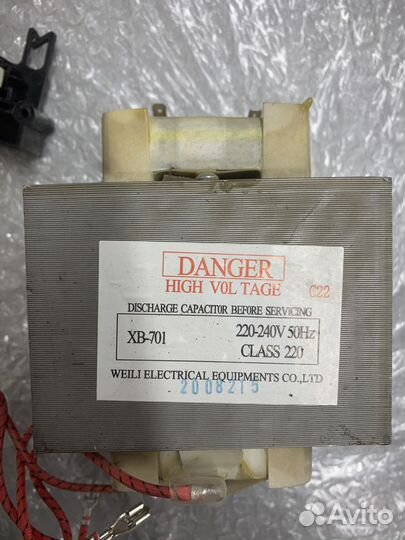 DANGER
HIGH VOL TAGE C22
DISCHARGE CAPACITOR BEFORE SERVICING
XB-701 220-240V 50Hz
CLASS 220
WEILI ELECTRICAL EQUIPMENTS CO.,LTD
2008215
Avito